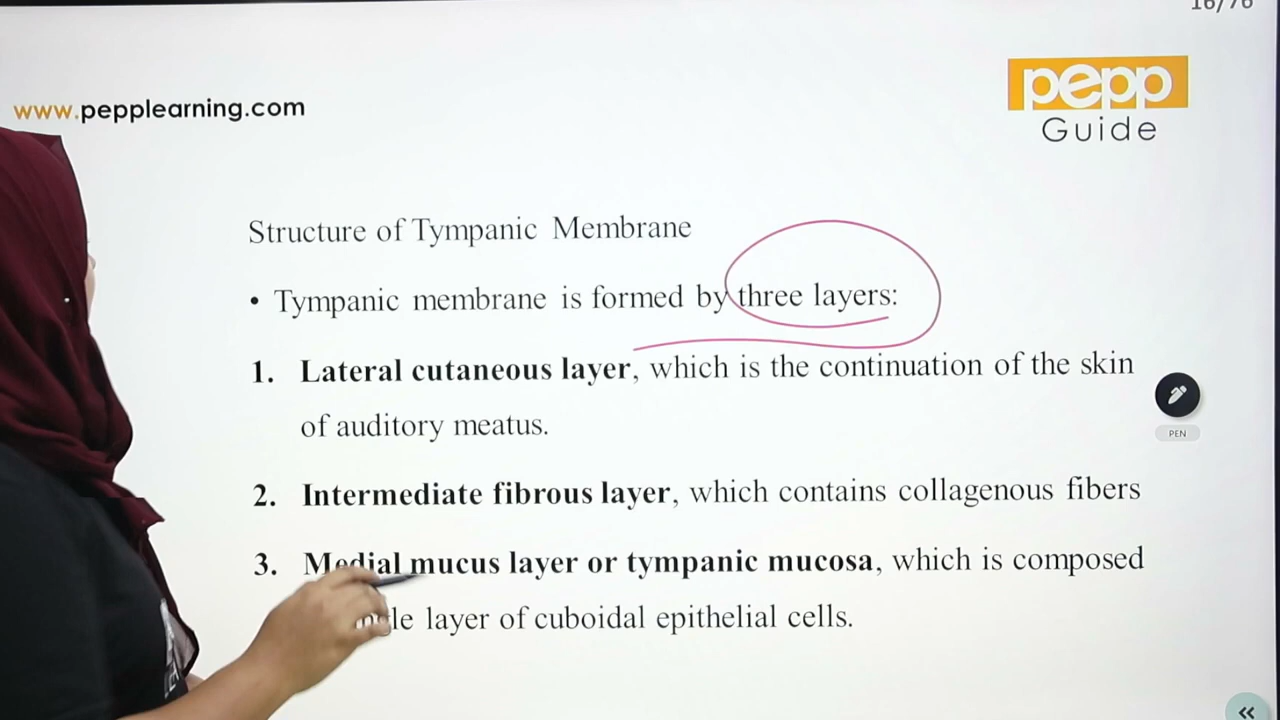 16/76
www.pepplearning.com
pepp
Guide
Structure of Tympanic Membrane
• Tympanic membrane is formed by three layers:
1. Lateral cutaneous layer, which is the continuation of the skin
of auditory meatus.
2. Intermediate fibrous layer, which contains collagenous fibers
3. Medial mucus layer or tympanic mucosa, which is composed
layer of cuboidal epithelial cells.
PEN